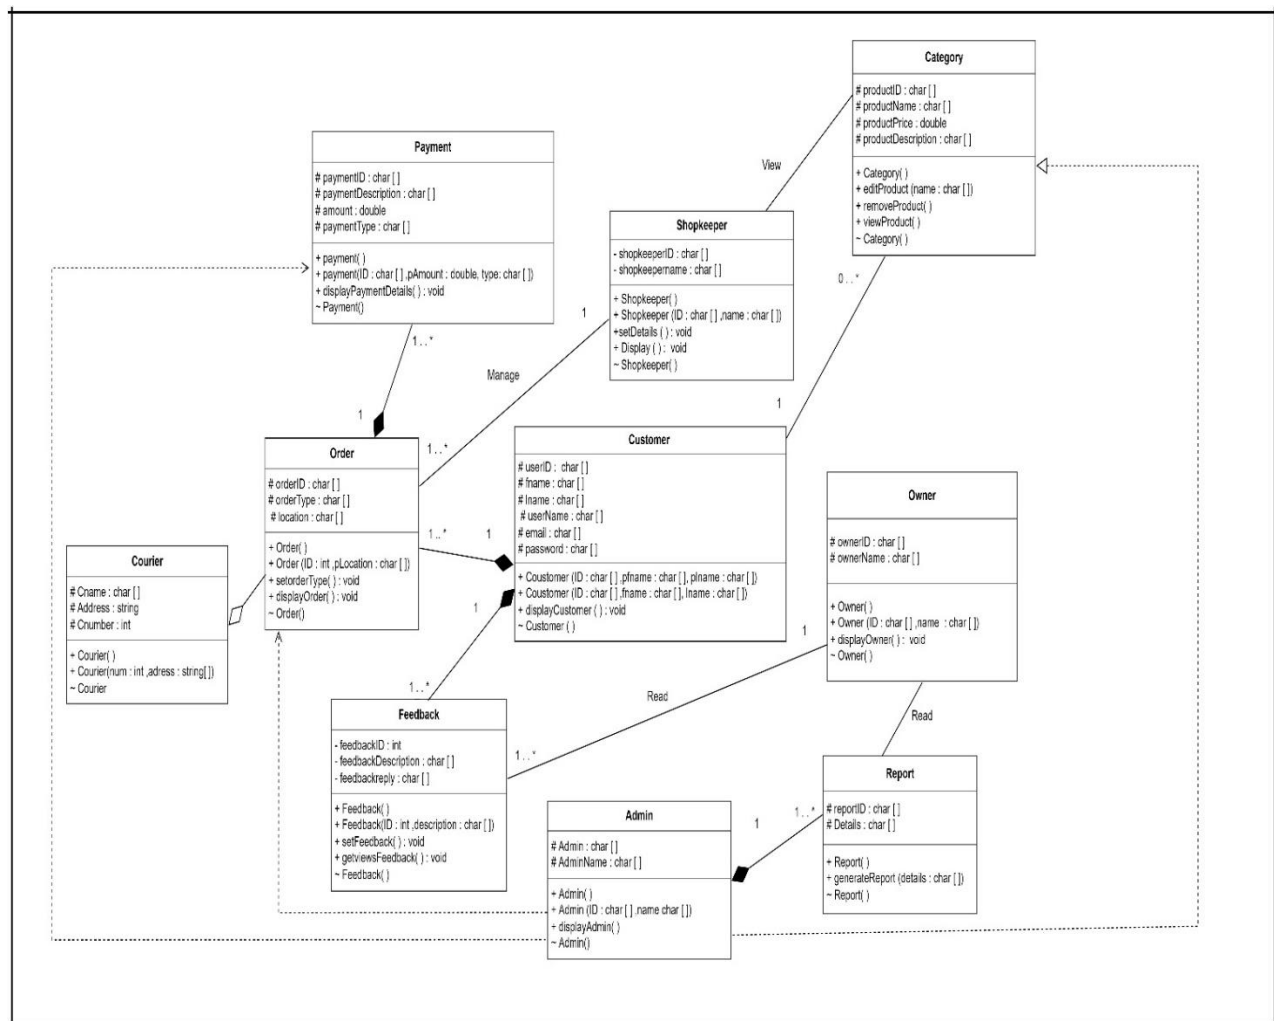 Category
# productID : char [ ]
# productName : char [ ]
# productPrice : double
# productDescription : char [ ]
+ Category( )
+ editProduct (name : char [ ])
+ removeProduct( )
+ viewProduct( )
~ Category( )
Payment
# paymentID : char [ ]
# paymentDescription : char [ ]
# amount : double
# paymentType : char [ ]
+ payment( )
+ payment(ID : char [ ] ,pAmount : double, type: char [ ])
+ displayPaymentDetails( ) : void
~ Payment()
View
Shopkeeper
- shopkeeperID : char [ ]
- shopkeepername : char [ ]
+ Shopkeeper( )
+ Shopkeeper (ID : char [ ] ,name : char [ ])
+setDetails ( ) : void
+ Display ( ) : void
~ Shopkeeper( )
0..*
1
1..*
Manage
1
1..*
1
Order
# orderID : char [ ]
# orderType : char [ ]
# location : char [ ]
+ Order( )
+ Order (ID : int ,pLocation : char [ ])
+ setorderType( ) : void
+ displayOrder( ) : void
~ Order()
1..*
1
Customer
# userID : char [ ]
# fname : char [ ]
# lname : char [ ]
# userName : char [ ]
# email : char [ ]
# password : char [ ]
+ Coustomer (ID : char [ ] ,pfname : char [ ], plname : char [ ])
+ Coustomer (ID : char [ ] ,fname : char [ ], lname : char [ ])
+ displayCustomer ( ) : void
~ Customer ( )
Owner
# ownerID : char [ ]
# ownerName : char [ ]
+ Owner( )
+ Owner (ID : char [ ] ,name : char [ ])
+ displayOwner( ) : void
~ Owner( )
Courier
# Cname : char [ ]
# Address : string
# Cnumber : int
+ Courier( )
+ Courier(num : int ,adress : string[ ])
~ Courier
1
1..*
1
Read
1..*
Feedback
- feedbackID : int
- feedbackDescription : char [ ]
- feedbackreply : char [ ]
+ Feedback( )
+ Feedback(ID : int ,description : char [ ])
+ setFeedback( ) : void
+ getviewsFeedback( ) : void
~ Feedback( )
Read
Report
# reportID : char [ ]
# Details : char [ ]
+ Report( )
+ generateReport (details : char [ ])
~ Report( )
1..*
1
Admin
# Admin : char [ ]
# AdminName : char [ ]
+ Admin( )
+ Admin (ID : char [ ] .name char [ ])
+ displayAdmin( )
~ Admin()